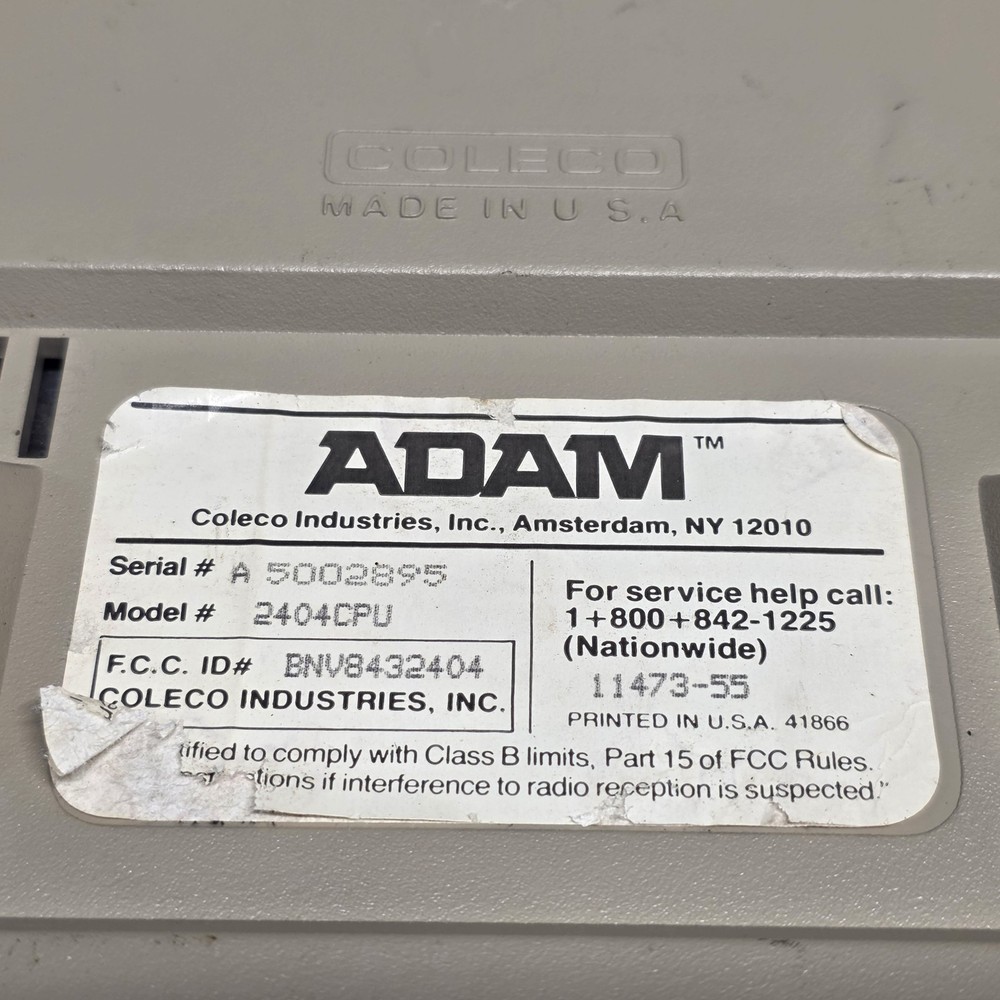 COLECO
MADE IN U S.A
ADAM™
Coleco Industries, Inc., Amsterdam, NY 12010
Serial # A 5002895
Model # 2404CPU
F.C.C. ID# BNV8432404
COLECO INDUSTRIES, INC.
For service help call:
1+800+842-1225
(Nationwide)
11473-55
PRINTED IN U.S.A. 41866
to comply with Class B limits, Part 15 of FCC Rules.
if interference to radio reception is suspected."